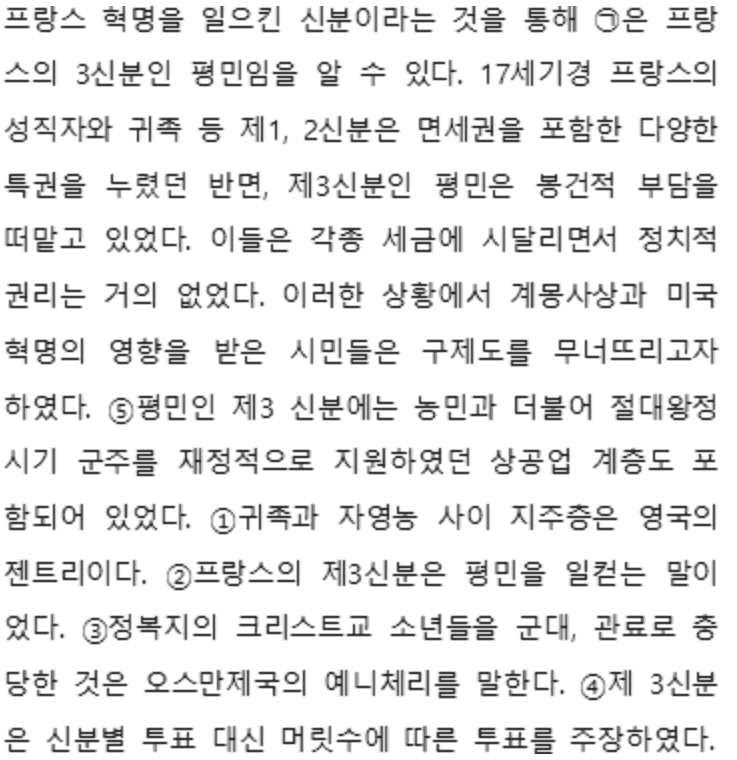 프랑스 혁명을 일으킨 신분이라는 것을 통해 ㉠은 프랑
스의 3신분인 평민임을 알 수 있다. 17세기경 프랑스의
성직자와 귀족 등 제1, 2신분은 면세권을 포함한 다양한
특권을 누렸던 반면, 제3신분인 평민은 봉건적 부담을
떠맡고 있었다. 이들은 각종 세금에 시달리면서 정치적
권리는 거의 없었다. 이러한 상황에서 계몽사상과 미국
혁명의 영향을 받은 시민들은 구제도를 무너뜨리고자
하였다. ⑤평민인 제3 신분에는 농민과 더불어 절대왕정
시기 군주를 재정적으로 지원하였던 상공업 계층도 포
함되어 있었다. ①귀족과 자영농 사이 지주층은 영국의
젠트리이다. ②프랑스의 제3신분은 평민을 일컫는 말이
었다. ③정복지의 크리스트교 소년들을 군대, 관료로 충
당한 것은 오스만제국의 예니체리를 말한다. ④제 3신분
은 신분별 투표 대신 머릿수에 따른 투표를 주장하였다.